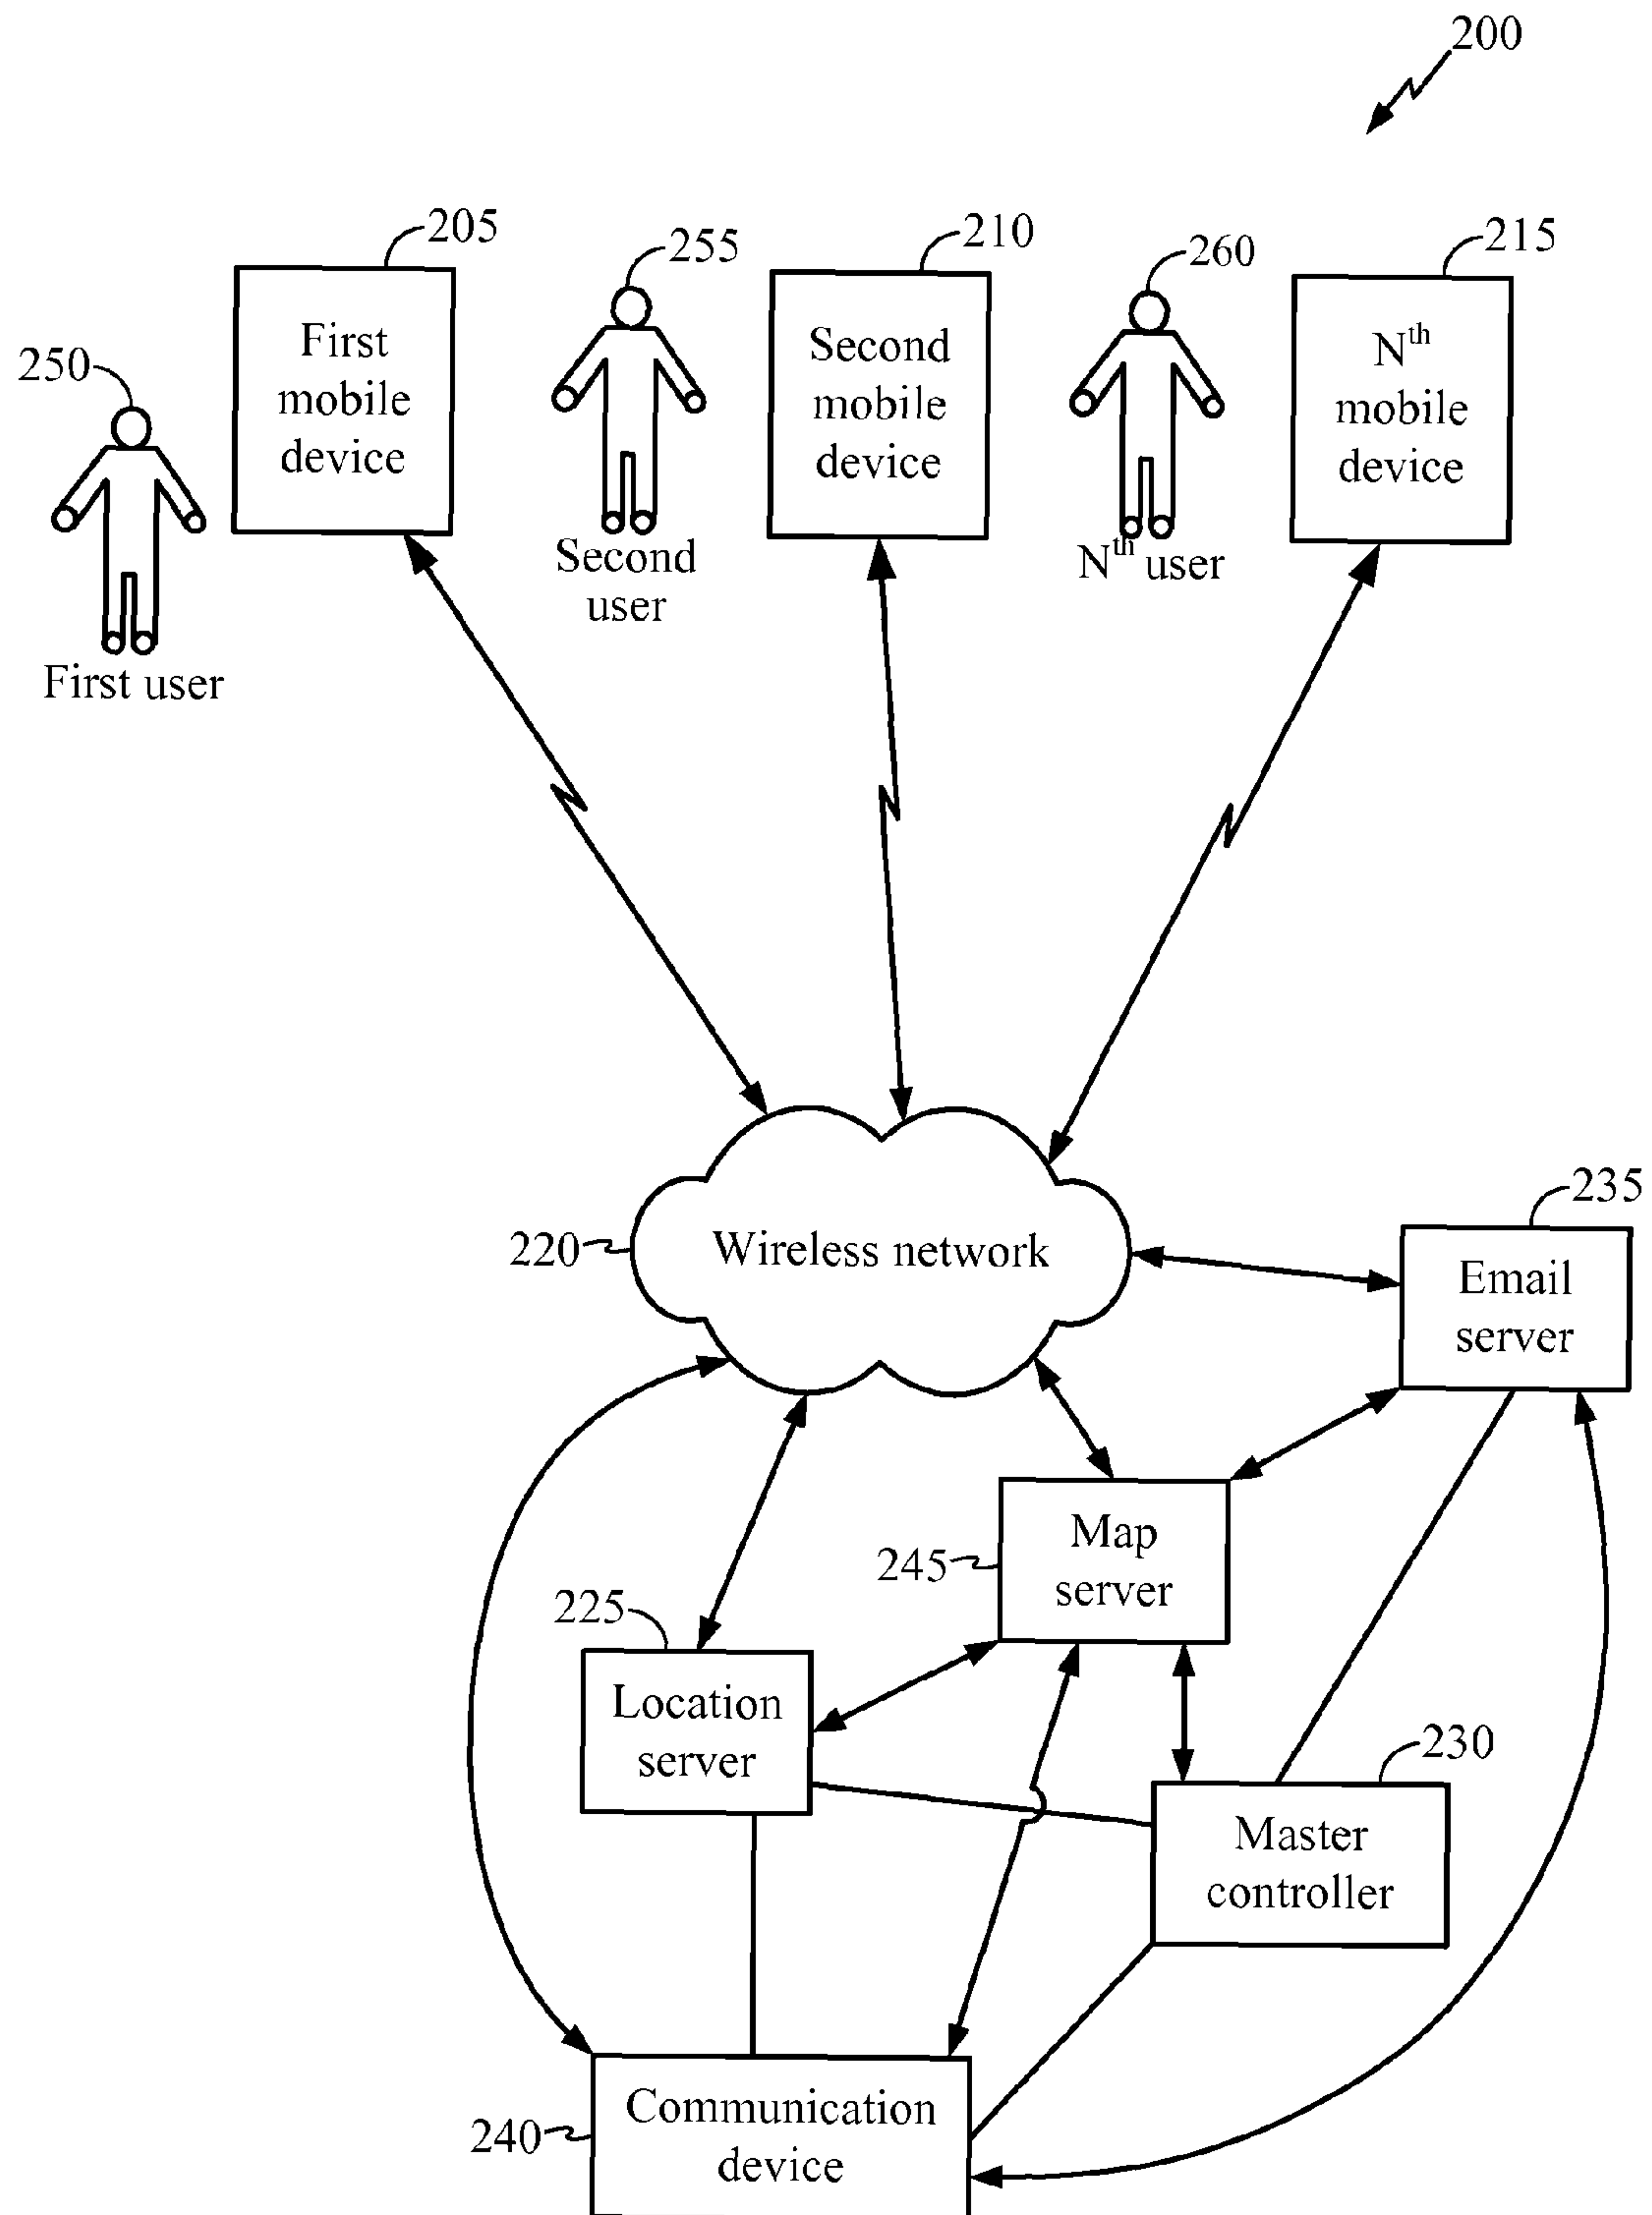 200
205
255
210
260
215
250
First
mobile
device
Second
mobile
device
Nth
mobile
device
Second
user
Nth user
First user
220
Wireless network
235
Email
server
245
Map
server
225
Location
server
230
Master
controller
240
Communication
device